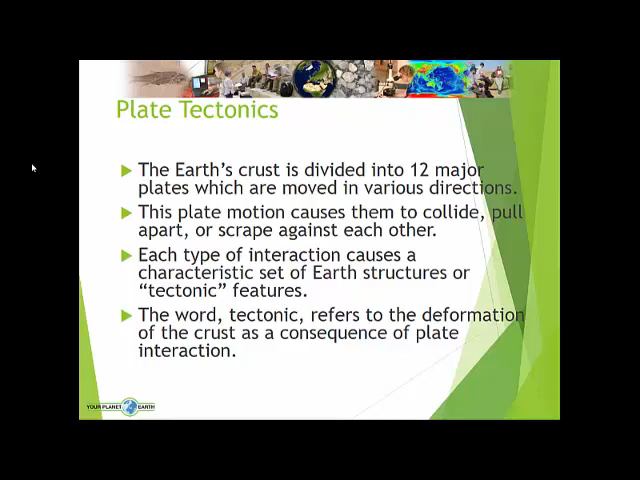 Plate Tectonics
The Earth's crust is divided into 12 major
plates which are moved in various directions.
This plate motion causes them to collide, pull
apart, or scrape against each other.
Each type of interaction causes a
characteristic set of Earth structures or
“tectonic” features.
The word, tectonic, refers to the deformation
of the crust as a consequence of plate
interaction.
YOUR PLANET EARTH